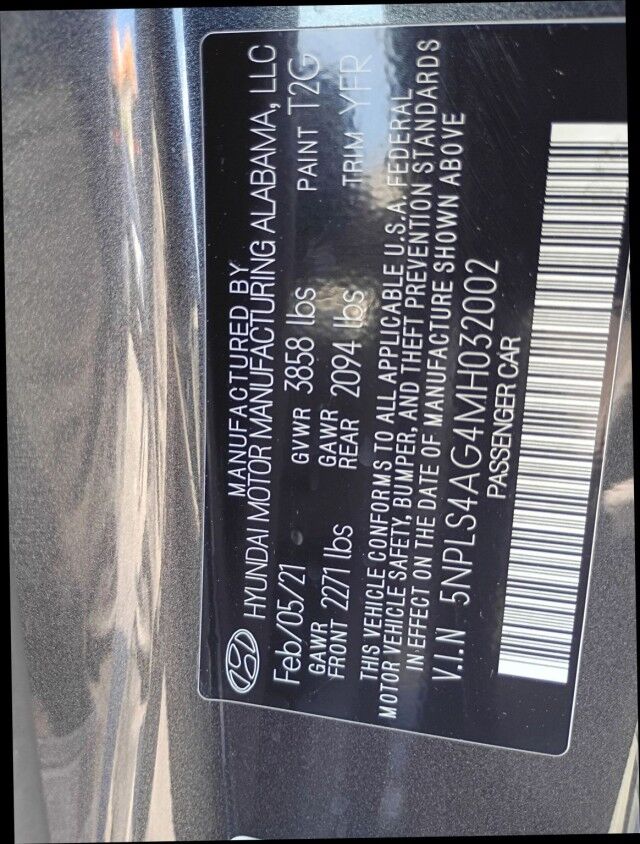 MANUFACTURED BY
HYUNDAI MOTOR MANUFACTURING ALABAMA, LLC
Feb/05/21 GVWR 3858 lbs PAINT T2G
GAWR FRONT 2271 lbs GAWR REAR 2094 lbs TRIM YFR
THIS VEHICLE CONFORMS TO ALL APPLICABLE U.S.A. FEDERAL
MOTOR VEHICLE SAFETY, BUMPER, AND THEFT PREVENTION STANDARDS
IN EFFECT ON THE DATE OF MANUFACTURE SHOWN ABOVE
V.I.N 5NPLS4AG4MH032002
PASSENGER CAR